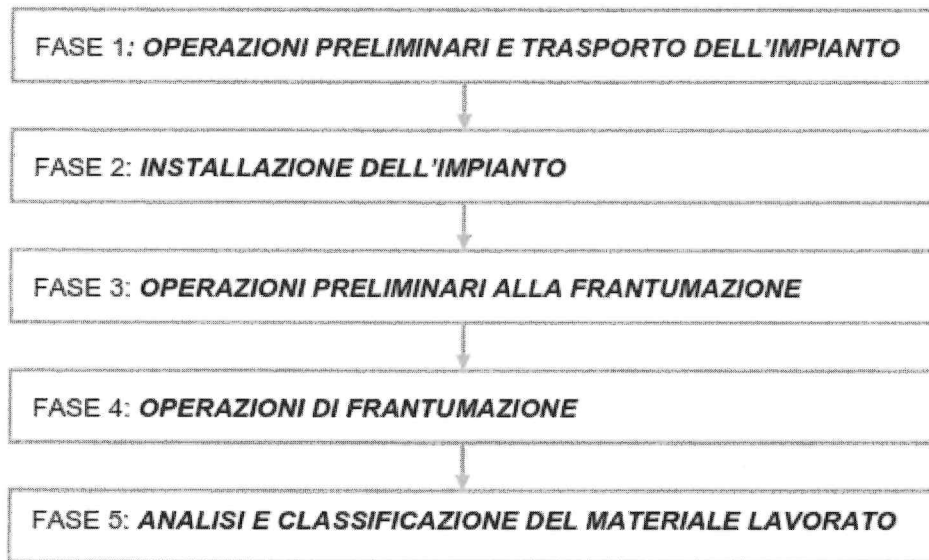 FASE 1: OPERAZIONI PRELIMINARI E TRASPORTO DELL'IMPIANTO
FASE 2: INSTALLAZIONE DELL'IMPIANTO
FASE 3: OPERAZIONI PRELIMINARI ALLA FRANTUMAZIONE
FASE 4: OPERAZIONI DI FRANTUMAZIONE
FASE 5: ANALISI E CLASSIFICAZIONE DEL MATERIALE LAVORATO